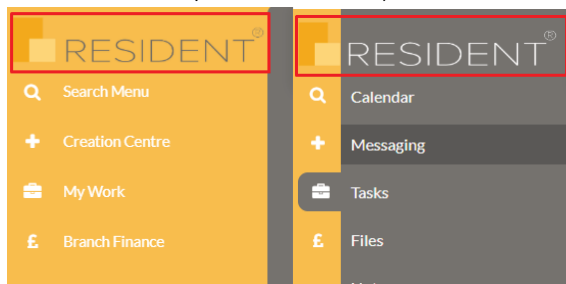 RESIDENT®
Search Menu
Creation Centre
My Work
£ Branch Finance
RESIDENT®
Calendar
Messaging
Tasks
£ Files